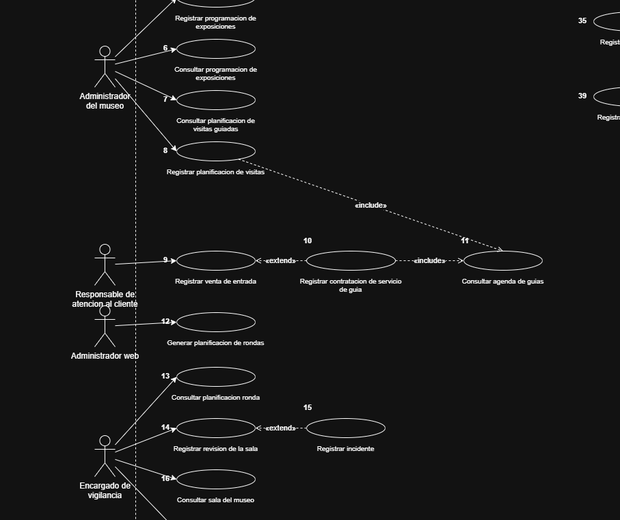 Registrar programacion de
exposiciones
35
6
Registr
Consultar programacion de
exposiciones
Administrador
del museo
7
39
Consultar planificacion de
visitas guiadas
Registra
8
Registrar planificacion de visitas
«include»
10
11
9
«extend»
«include»
Registrar venta de entrada
Registrar contratacion de servicio
de guia
Consultar agenda de guias
Responsable de
atencion al cliente
12
Generar planificacion de rondas
Administrador web
13
Consultar planificacion ronda
15
14
«extend»
Registrar revision de la sala
Registrar incidente
16
Encargado de
vigilancia
Consultar sala del museo